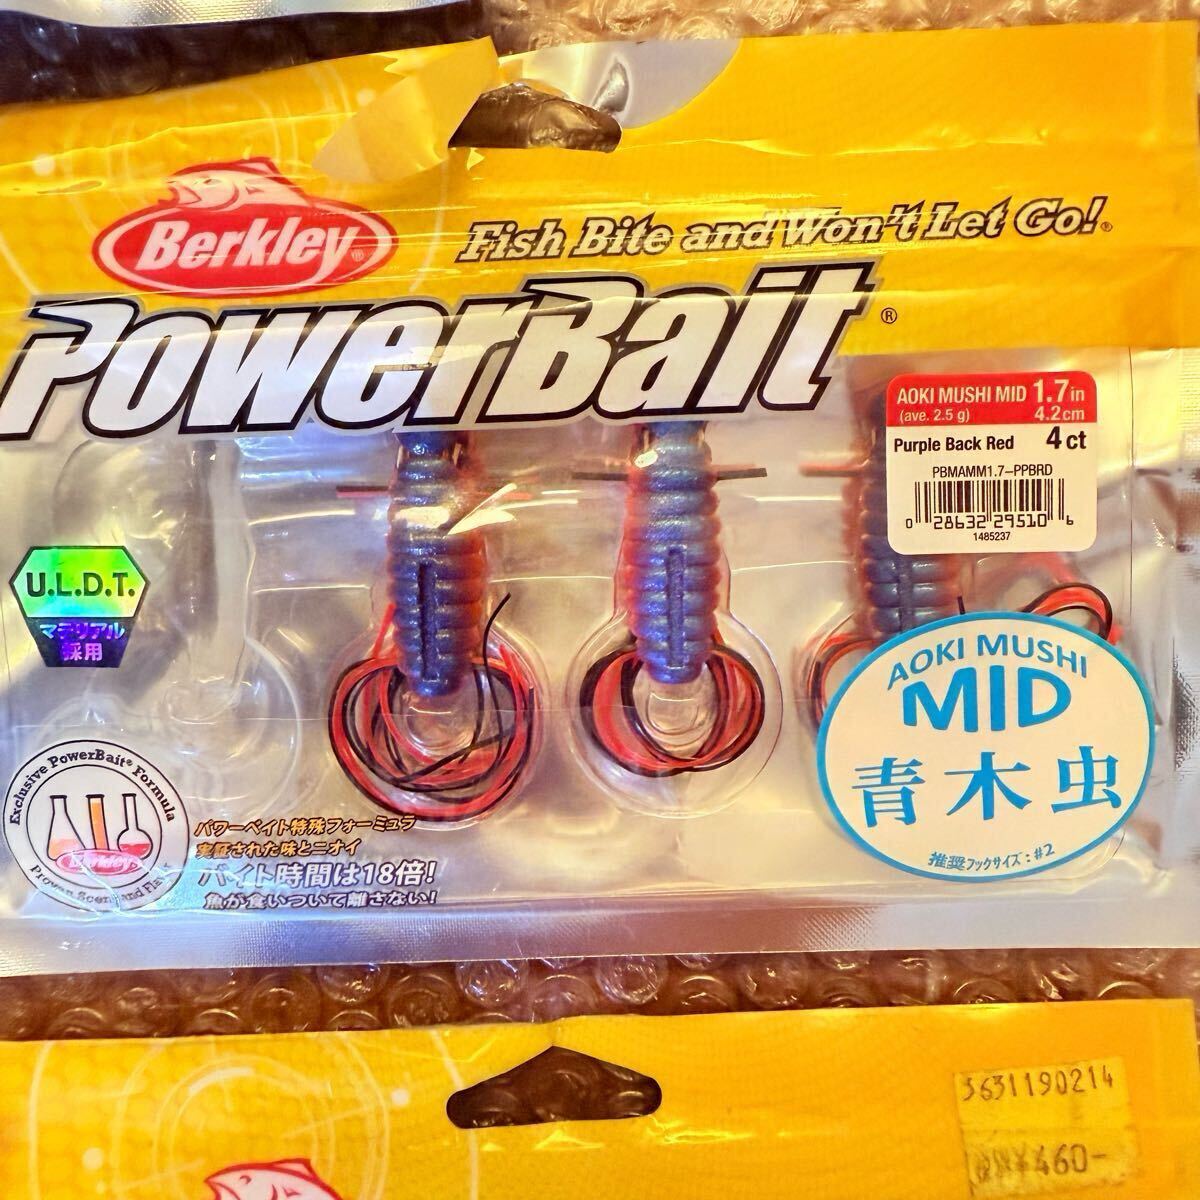 Berkley®
Fish Bite and Won't Let Go!®
PowerBait®
AOKI MUSHI MID 1.7in
(ave. 2.5 g) 4.2cm
Purple Back Red 4 ct
PBMAMM1.7-PPBRD
0 28632 29510 6
1485237
U.L.D.T.
マテリアル
採用
AOKI MUSHI
MID
青木虫
推奨フックサイズ：#2
Exclusive PowerBait® Formula
Berkley
Proven Scent and Flavor
パワーベイト特殊フォーミュラ
実証された味とニオイ
バイト時間は18倍!
魚が食いついて離さない!
3631190214
¥460-